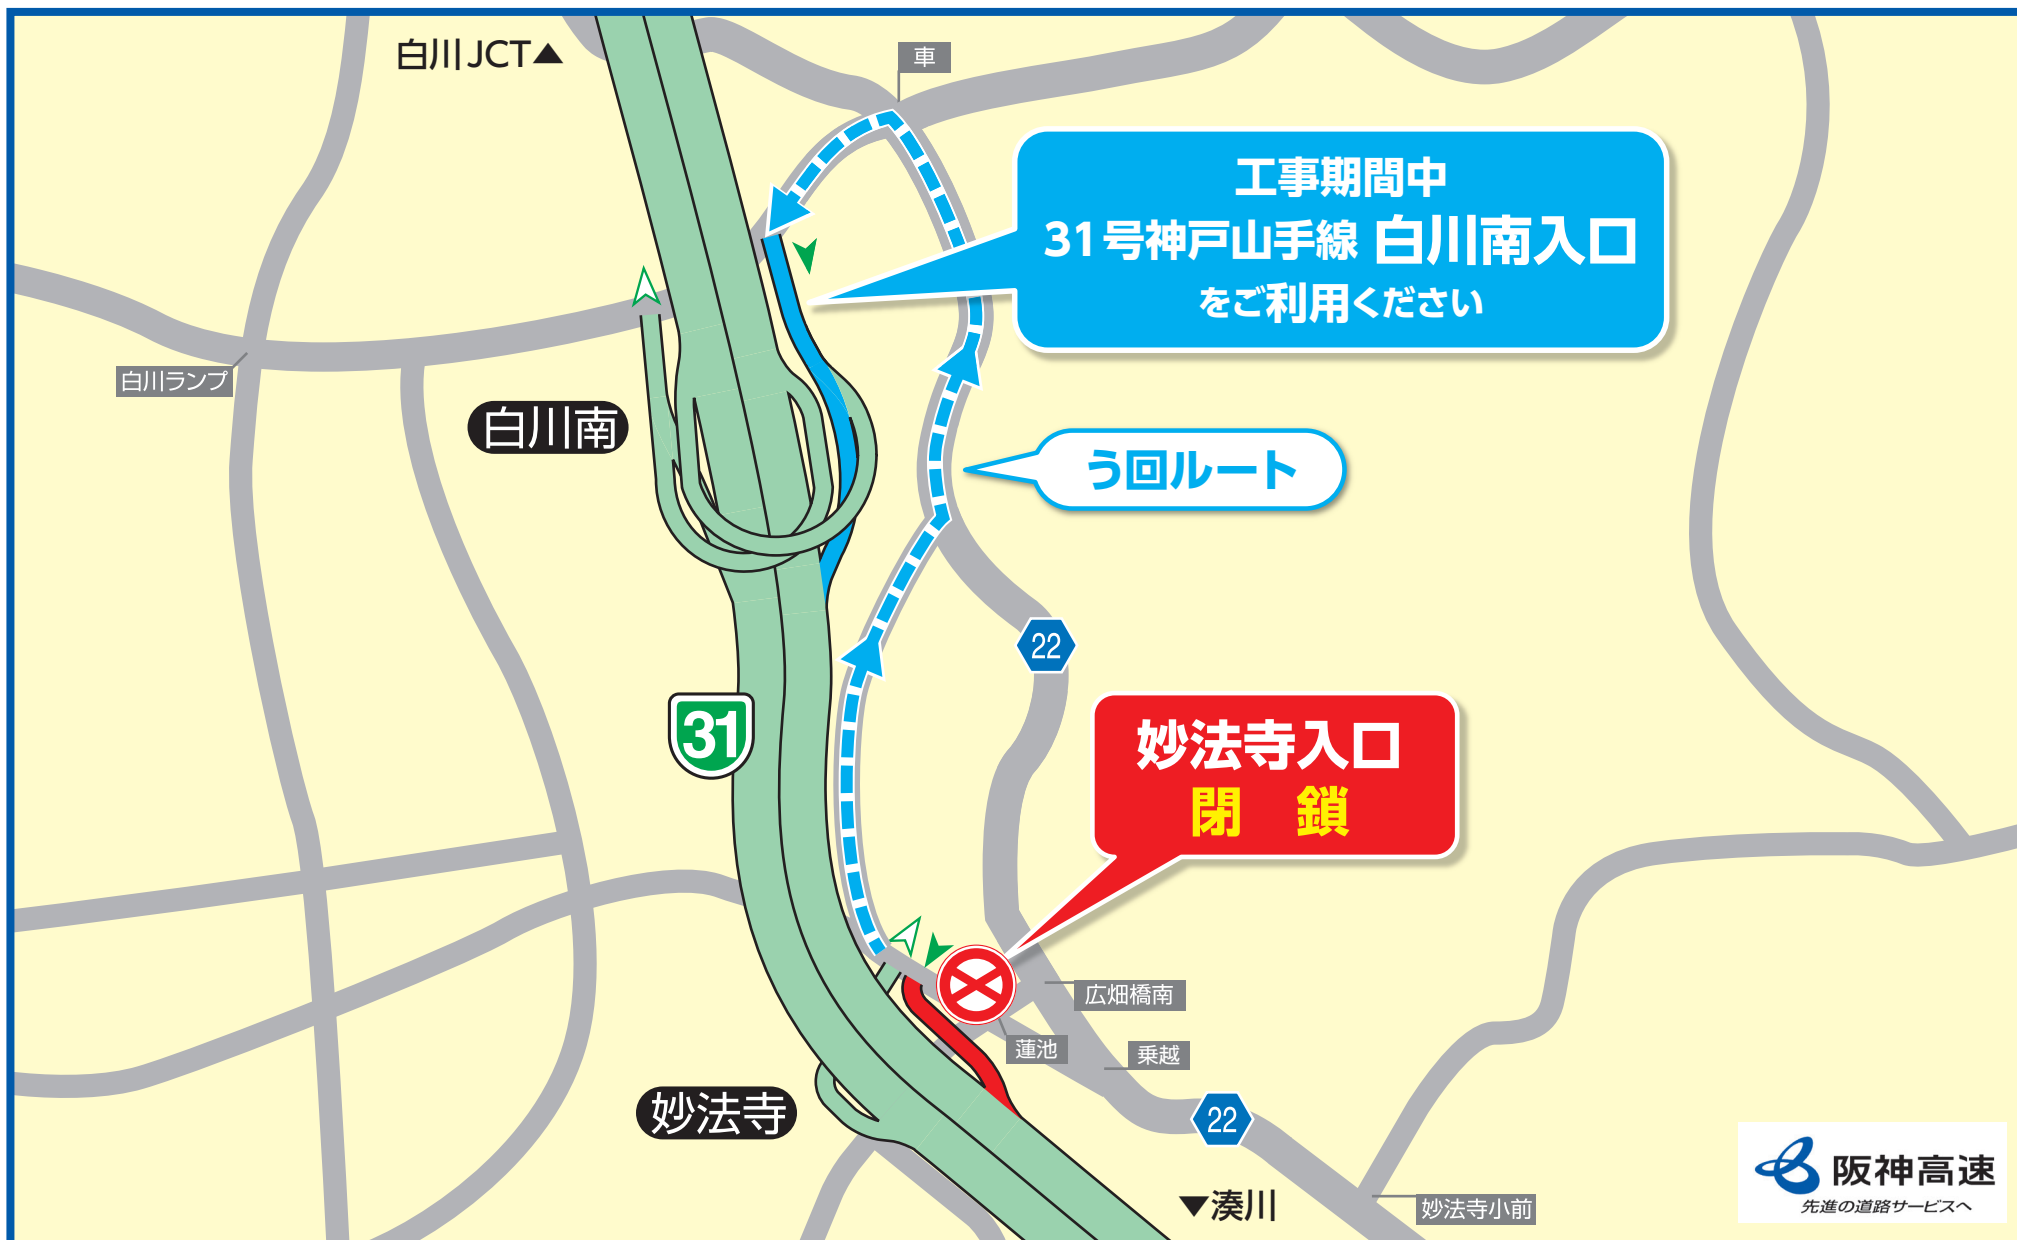 白川JCT▲
車
工事期間中
31号神戸山手線 白川南入口
をご利用ください
白川ランプ
白川南
う回ルート
22
31
妙法寺入口
閉 鎖
広畑橋南
蓮池
乗越
妙法寺
22
▼湊川
妙法寺小前
阪神高速
先進の道路サービスへ